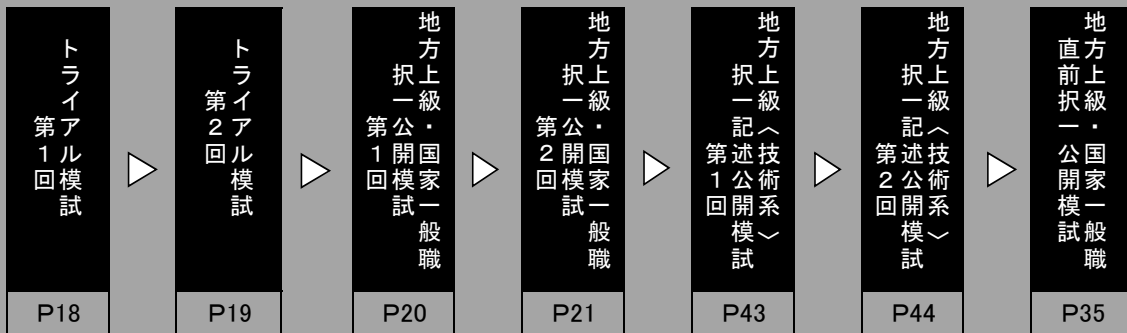 トライアル模試
第1回
トライアル模試
第2回
地方上級・国家一般職
択一公開模試
第1回
地方上級・国家一般職
択一公開模試
第2回
地方上級〈技術系〉
択一記述公開模試
第1回
地方上級〈技術系〉
択一記述公開模試
第2回
地方上級・国家一般職
直前択一公開模試
P18
P19
P20
P21
P43
P44
P35